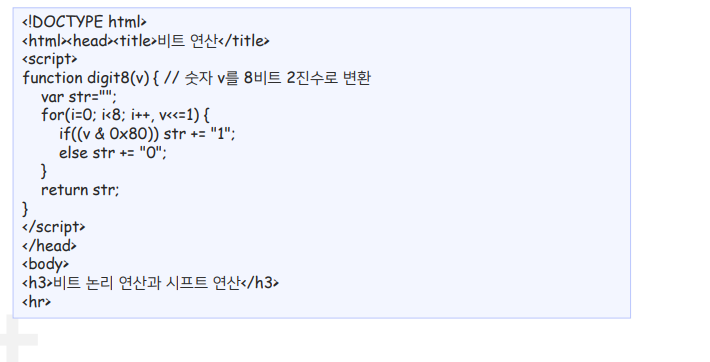 <!DOCTYPE html>
<html><head><title>비트 연산</title>
<script>
function digit8(v) { // 숫자 v를 8비트 2진수로 변환
var str="";
for(i=0; i<8; i++, v<<=1) {
if((v & 0x80)) str += "1";
else str += "0";
}
return str;
}
</script>
</head>
<body>
<h3>비트 논리 연산과 시프트 연산</h3>
<hr>